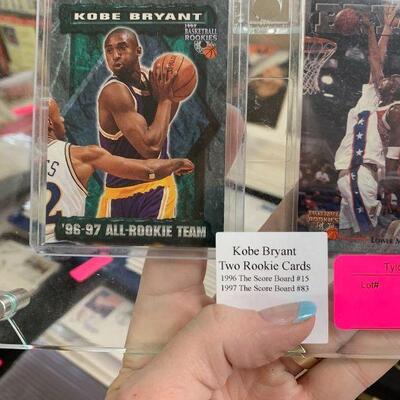 KOBE BRYANT
1997
BASKETBALL
ROOKIES
'96-97 ALL-ROOKIE TEAM
LOWER M
Kobe Bryant
Two Rookie Cards
1996 The Score Board #15
1997 The Score Board #83
Lot#